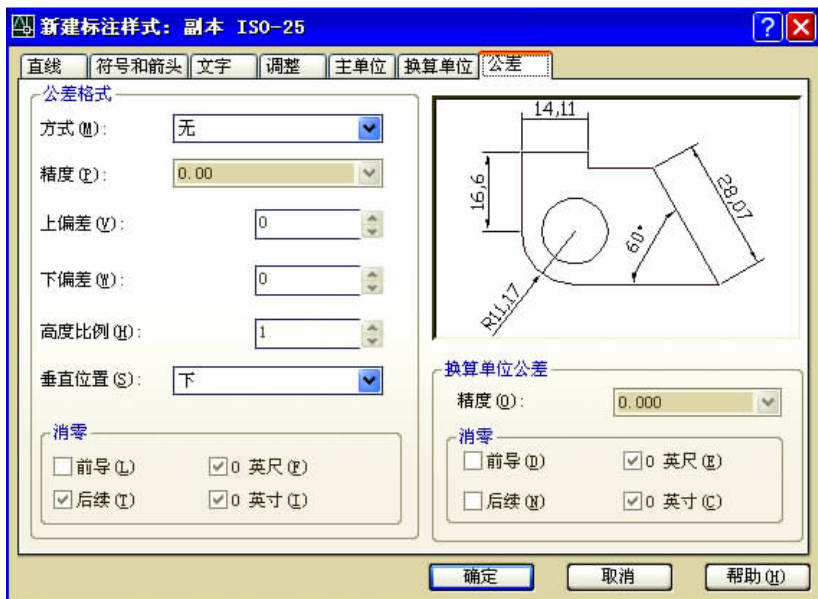 新建标注样式: 副本 ISO-25
直线 符号和箭头 文字 调整 主单位 换算单位 公差
公差格式
方式(M): 无
精度(P): 0.00
上偏差(V): 0
下偏差(W): 0
高度比例(H): 1
垂直位置(S): 下
消零
前导(L) 0 英尺(F)
后续(T) 0 英寸(I)
14,11
16,6
28,07
60°
R11,17
换算单位公差
精度(O): 0.000
消零
前导(D) 0 英尺(E)
后续(N) 0 英寸(C)
确定 取消 帮助(H)